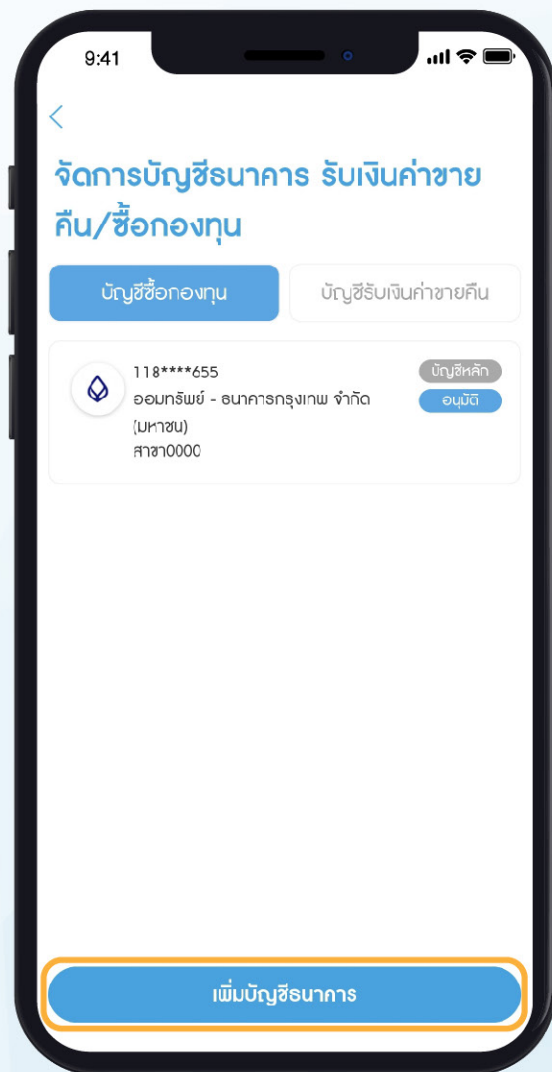 9:41
จัดการบัญชีธนาคาร รับเงินค่าขาย
คืน/ซื้อกองทุน
บัญชีซื้อกองทุน
บัญชีรับเงินค่าขายคืน
118****655
บัญชีหลัก
ออมทรัพย์ - ธนาคารกรุงเทพ จำกัด
อนุมัติ
(มหาชน)
สาขา0000
เพิ่มบัญชีธนาคาร